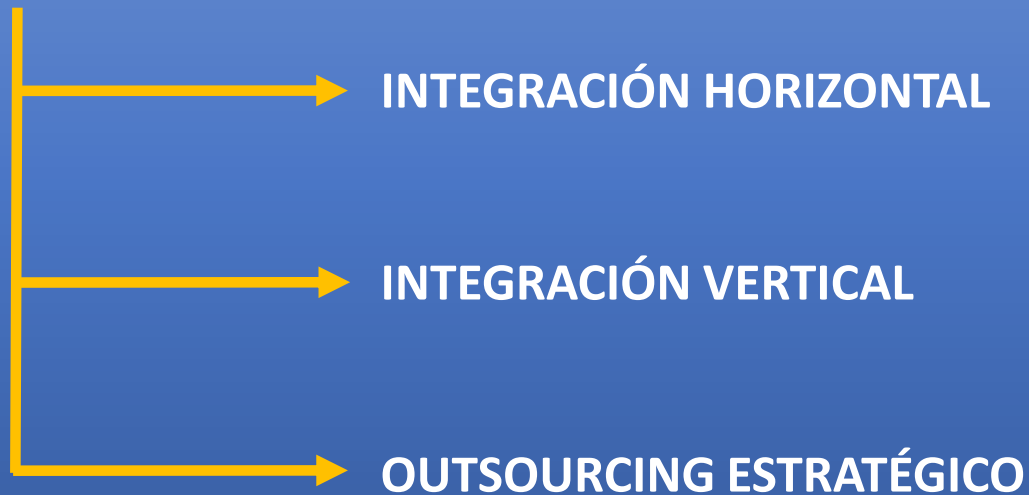 INTEGRACIÓN HORIZONTAL
INTEGRACIÓN VERTICAL
OUTSOURCING ESTRATÉGICO